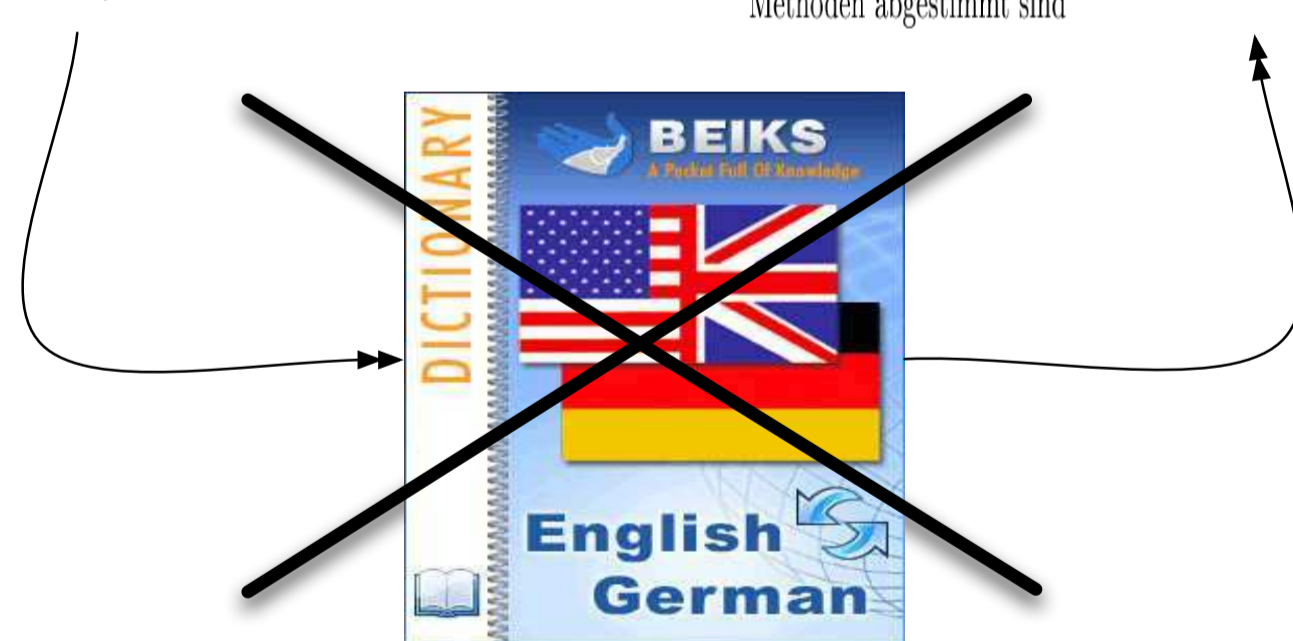 Methoden abgestimmt sind
DICTIONARY
BEIKS
A Pocket Full Of Knowledge
English
German